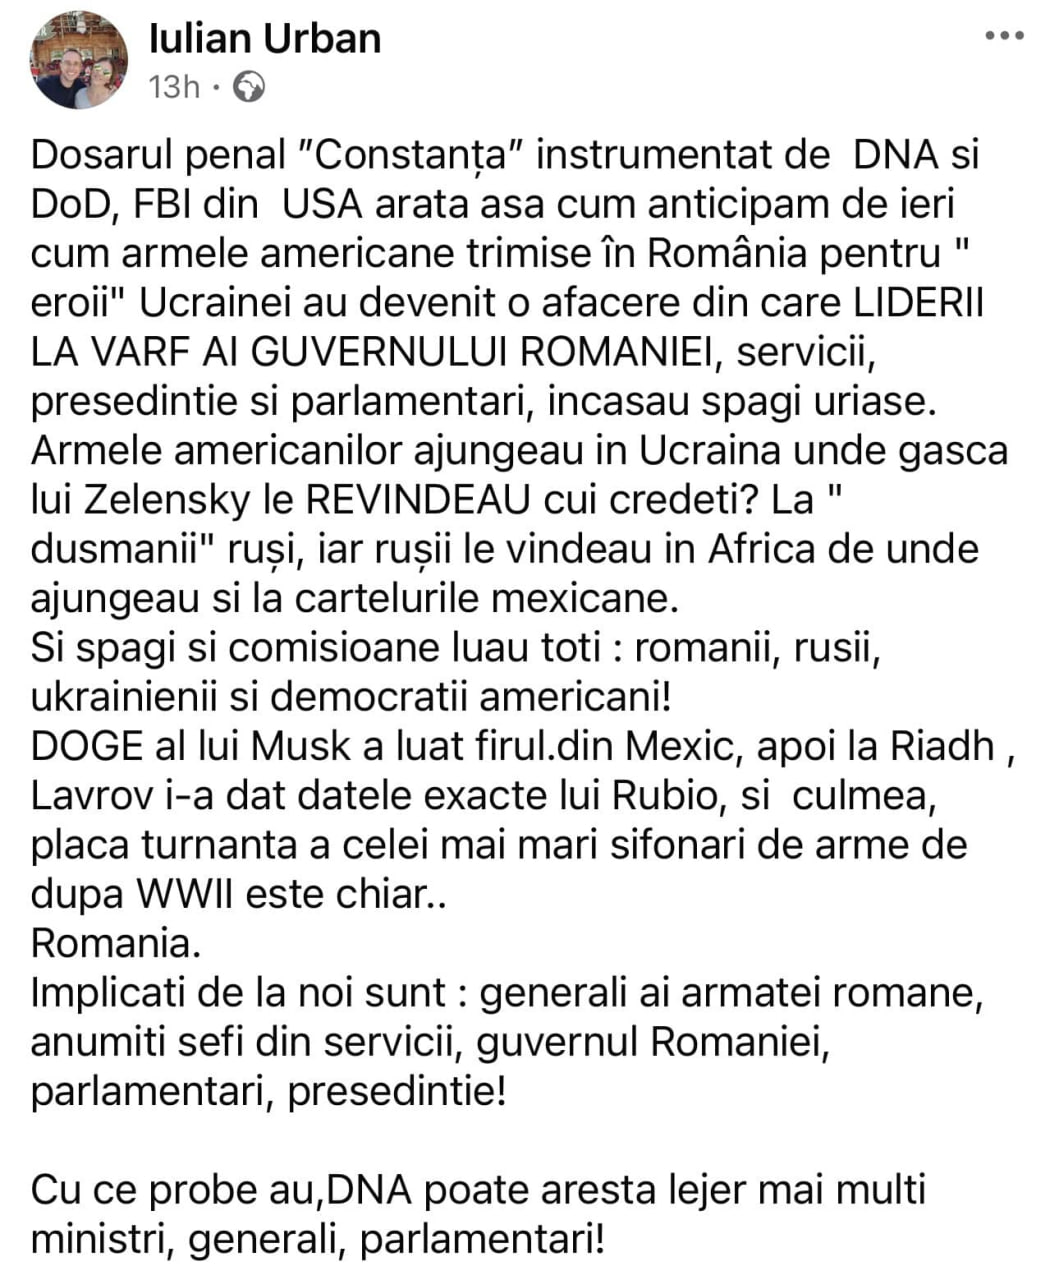 Iulian Urban
13h
Dosarul penal "Constanța" instrumentat de  DNA si
DoD, FBI din  USA arata asa cum anticipam de ieri
cum armele americane trimise în România pentru "
eroii" Ucrainei au devenit o afacere din care LIDERII
LA VARF AI GUVERNULUI ROMANIEI, servicii,
presedintie si parlamentari, incasau spagi uriase.
Armele americanilor ajungeau in Ucraina unde gasca
lui Zelensky le REVINDEAU cui credeti? La "
dusmanii" ruși, iar rușii le vindeau in Africa de unde
ajungeau si la cartelurile mexicane.
Si spagi si comisioane luau toti : romanii, rusii,
ukrainienii si democratii americani!
DOGE al lui Musk a luat firul.din Mexic, apoi la Riadh ,
Lavrov i-a dat datele exacte lui Rubio, si  culmea,
placa turnanta a celei mai mari sifonari de arme de
dupa WWII este chiar..
Romania.
Implicati de la noi sunt : generali ai armatei romane,
anumiti sefi din servicii, guvernul Romaniei,
parlamentari, presedintie!
Cu ce probe au,DNA poate aresta lejer mai multi
ministri, generali, parlamentari!